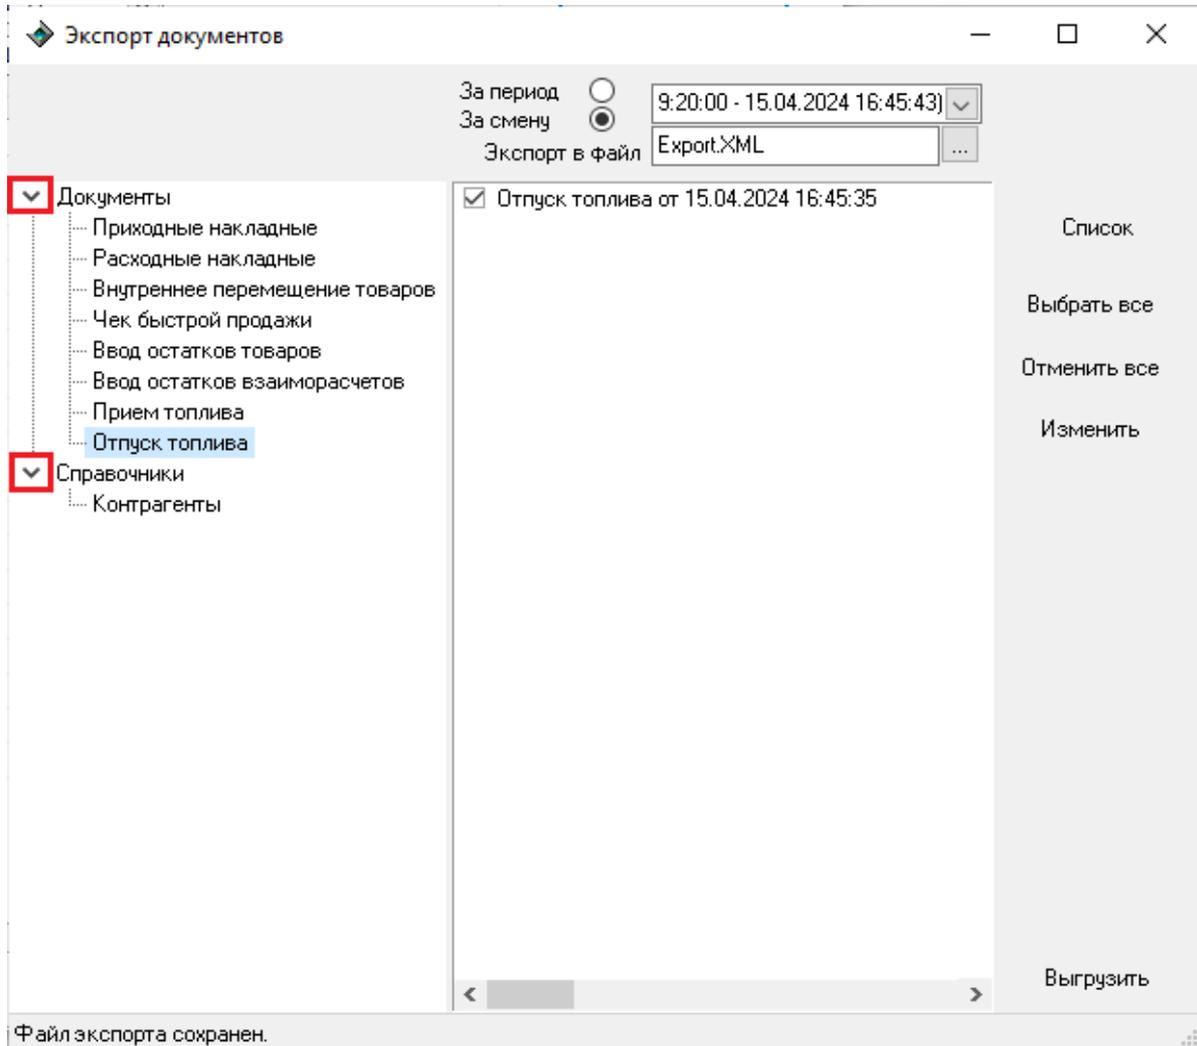 Экспорт документов
За период
За смену
9:20:00 - 15.04.2024 16:45:43)
Экспорт в файл
Export.XML
...
Документы
Приходные накладные
Расходные накладные
Внутреннее перемещение товаров
Чек быстрой продажи
Ввод остатков товаров
Ввод остатков взаиморасчетов
Прием топлива
Отпуск топлива
Справочники
Контрагенты
Отпуск топлива от 15.04.2024 16:45:35
Список
Выбрать все
Отменить все
Изменить
Выгрузить
Файл экспорта сохранен.